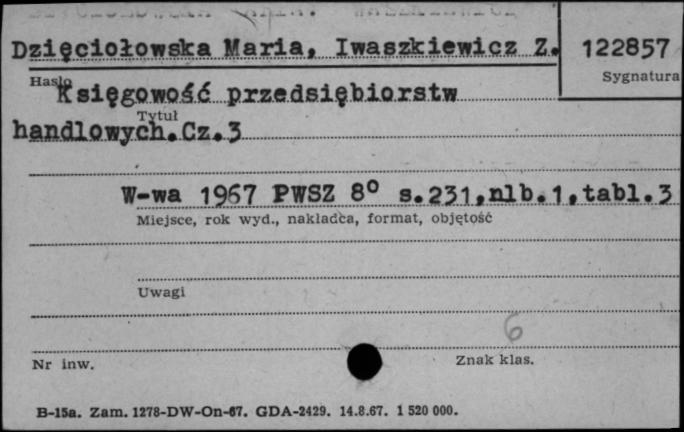 Dzięciołowska Maria, Iwaszkiewicz Z.
122857
Sygnatura
Hasło
Księgowość przedsiębiorstw
Tytuł
handlowych.Cz.3
W-wa 1967 PWSZ 8° s.231,nlb.1,tabl.3
Miejsce, rok wyd., nakładca, format, objętość
Uwagi
6
Nr inw.
Znak klas.
B-15a. Zam. 1278-DW-On-67. GDA-2429. 14.8.67. 1 520 000.